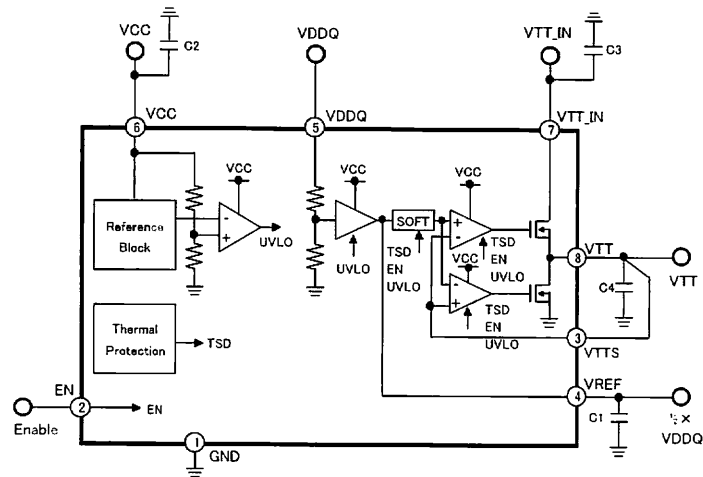 VCC
C2
VDDQ
VTT_IN
C3
6
VCC
5
VDDQ
7
VTT_IN
VCC
VCC
VCC
Reference
Block
-
+
UVLO
UVLO
SOFT
+
-
TSD
EN
UVLO
TSD
EN
UVLO
VCC
-
+
TSD
EN
UVLO
8
VTT
VTT
C4
Thermal
Protection
TSD
3
VTTS
EN
2
EN
Enable
4
VREF
C1
½ ×
VDDQ
1
GND